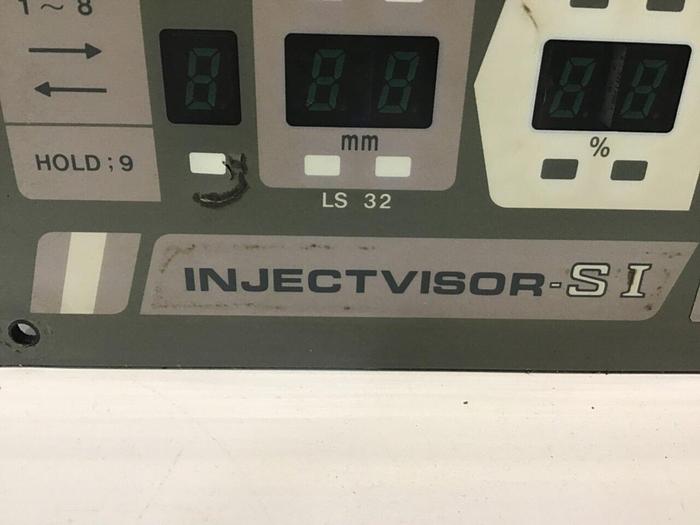 1 ~ 8
HOLD ; 9
mm
%
LS 32
INJECTVISOR-SI